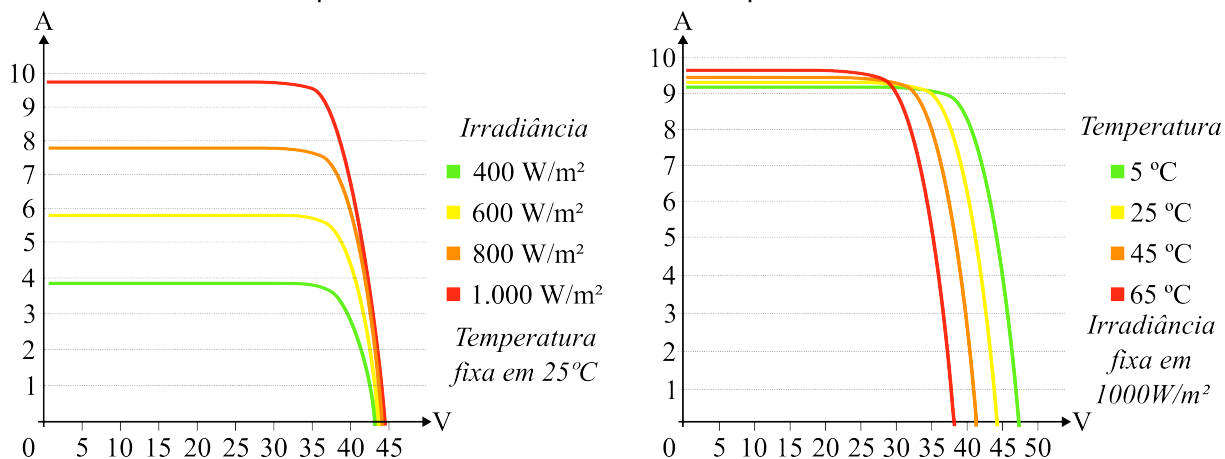 A
10
9
8
7
6
5
4
3
2
1
0
5 10 15 20 25 30 35 40 45
V
Irradiância
400 W/m²
600 W/m²
800 W/m²
1.000 W/m²
Temperatura
fixa em 25ºC
A
10
9
8
7
6
5
4
3
2
1
0
5 10 15 20 25 30 35 40 45 50
V
Temperatura
5 ºC
25 ºC
45 ºC
65 ºC
Irradiância
fixa em
1000W/m²